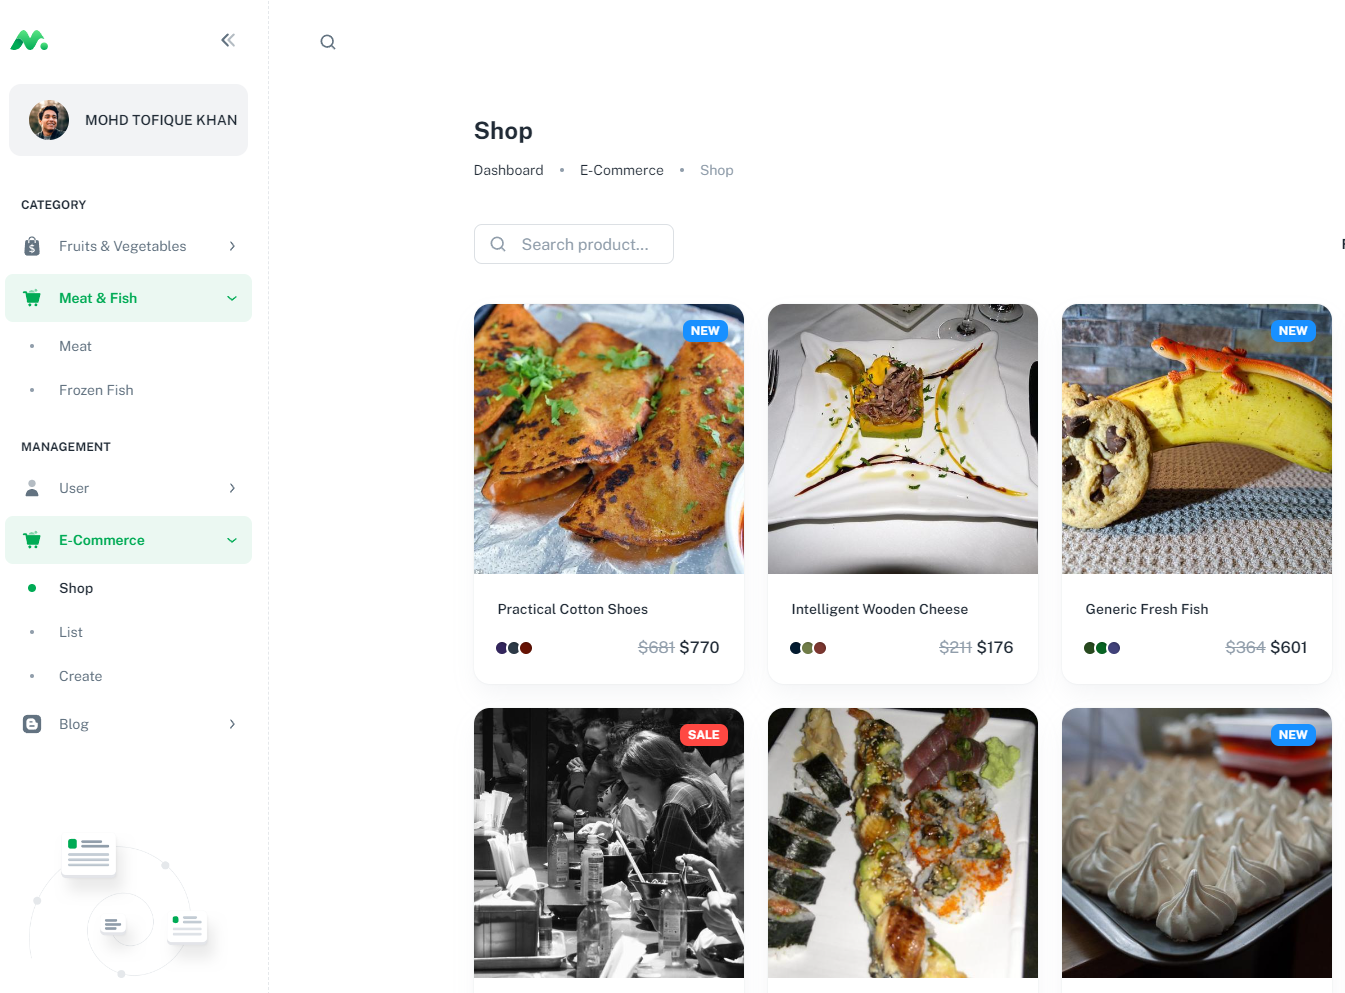 MOHD TOFIQUE KHAN
CATEGORY
Fruits & Vegetables
Meat & Fish
Meat
Frozen Fish
MANAGEMENT
User
E-Commerce
Shop
List
Create
Blog
Shop
Dashboard • E-Commerce • Shop
Search product...
NEW
NEW
Practical Cotton Shoes
$681 $770
Intelligent Wooden Cheese
$211 $176
Generic Fresh Fish
$364 $601
SALE
NEW